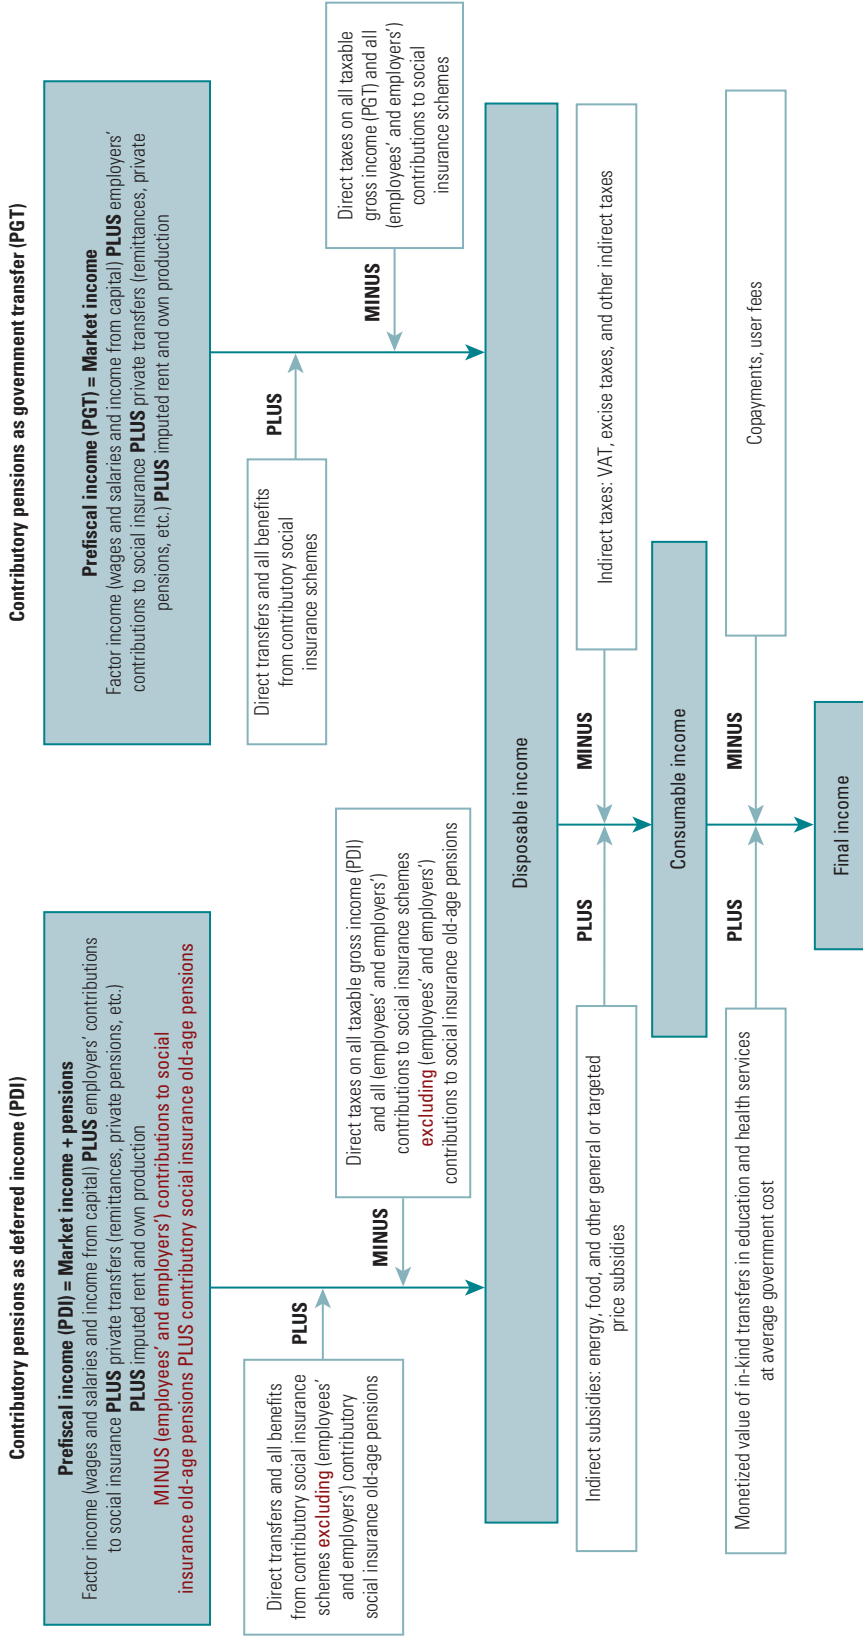 Contributory pensions as deferred income (PDI)
Prefiscal income (PDI) = Market income + pensions
Factor income (wages and salaries and income from capital) PLUS employers' contributions
to social insurance PLUS private transfers (remittances, private pensions, etc.)
PLUS imputed rent and own production
MINUS (employees' and employers') contributions to social
insurance old-age pensions PLUS contributory social insurance old-age pensions
Direct transfers and all benefits
from contributory social insurance
schemes excluding (employees'
and employers') contributory
social insurance old-age pensions
PLUS
MINUS
Direct taxes on all taxable gross income (PDI)
and all (employees' and employers')
contributions to social insurance schemes
excluding (employees' and employers')
contributions to social insurance old-age pensions
Contributory pensions as government transfer (PGT)
Prefiscal income (PGT) = Market income
Factor income (wages and salaries and income from capital) PLUS employers'
contributions to social insurance PLUS private transfers (remittances, private
pensions, etc.) PLUS imputed rent and own production
Direct transfers and all benefits
from contributory social
insurance schemes
PLUS
MINUS
Direct taxes on all taxable
gross income (PGT) and all
(employees' and employers')
contributions to social
insurance schemes
Disposable income
Indirect subsidies: energy, food, and other general or targeted
price subsidies
PLUS
MINUS
Indirect taxes: VAT, excise taxes, and other indirect taxes
Consumable income
Monetized value of in-kind transfers in education and health services
at average government cost
PLUS
MINUS
Copayments, user fees
Final income